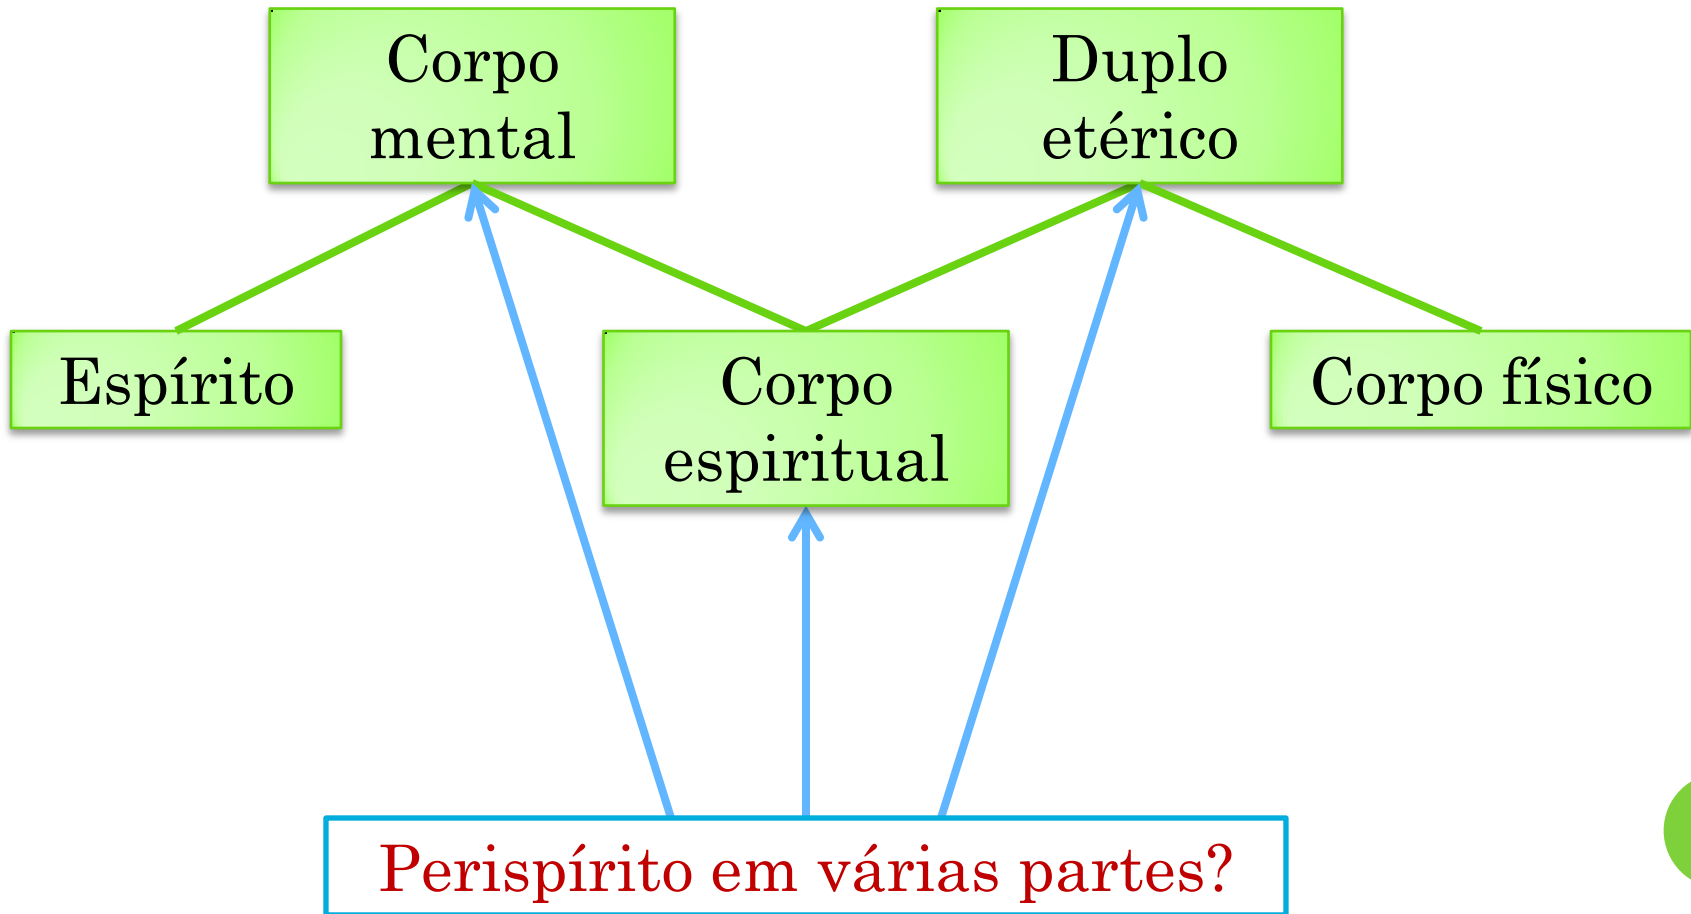 Corpo
mental
Duplo
etérico
Espírito
Corpo
espiritual
Corpo físico
Perispírito em várias partes?